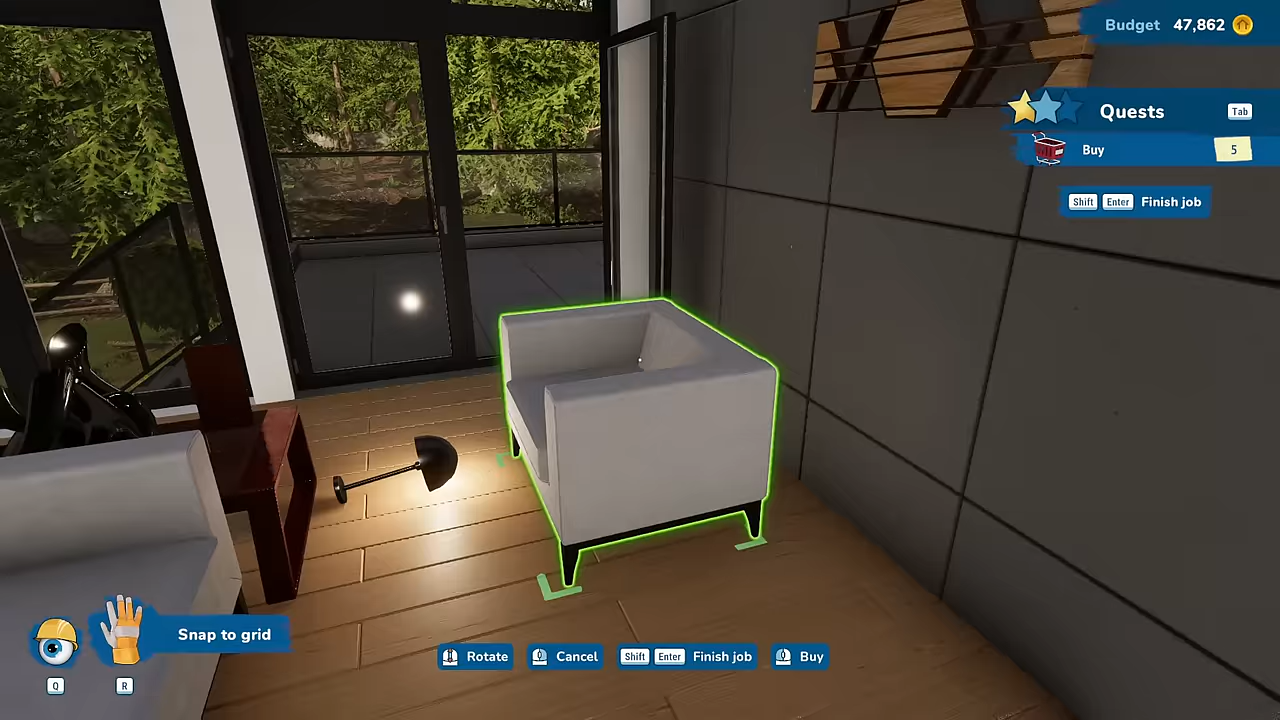 Budget 47,862
Quests Tab
Buy 5
Shift Enter Finish job
Snap to grid
Rotate Cancel Shift Enter Finish job Buy
Q R